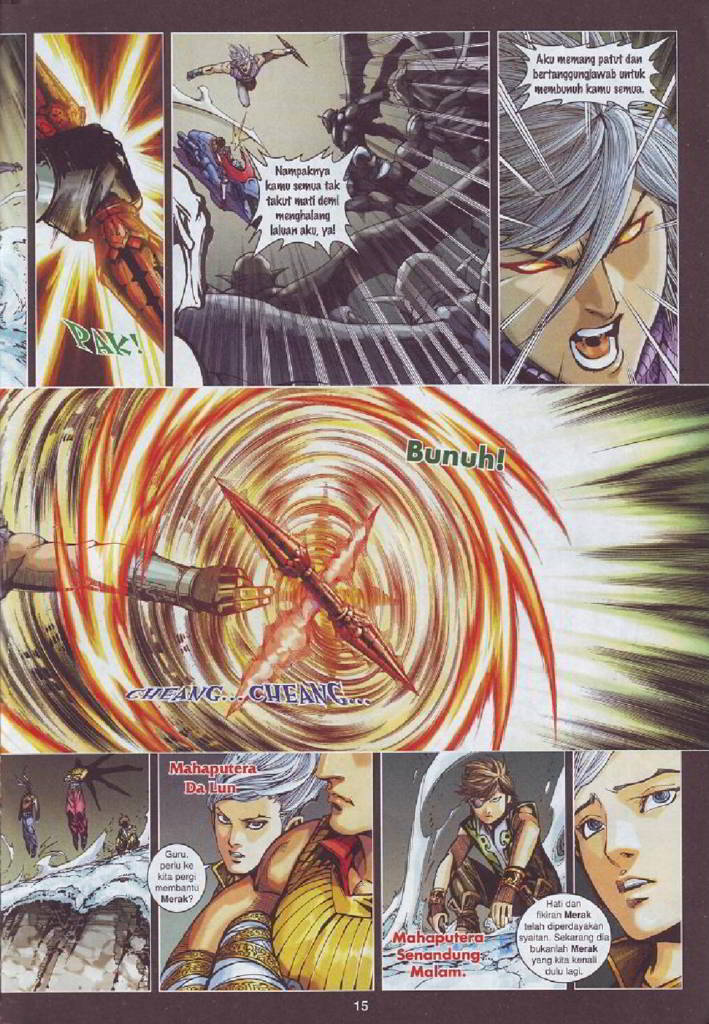 PAK!
Nampaknya
kamu semua tak
takut mati demi
menghalang
laluan aku, ya!
Aku memang patut dan
bertanggungjawab untuk
membunuh kamu semua.
Bunuh!
CHEANG...CHEANG...
Mahaputera
Da Lun
Guru,
perlu ke
kita pergi
membantu
Merak?
Mahaputera
Senandung
Malam.
Hati dan
fikiran Merak
telah diperdayakan
syaitan. Sekarang dia
bukanlah Merak
yang kita kenali
dulu lagi.
15